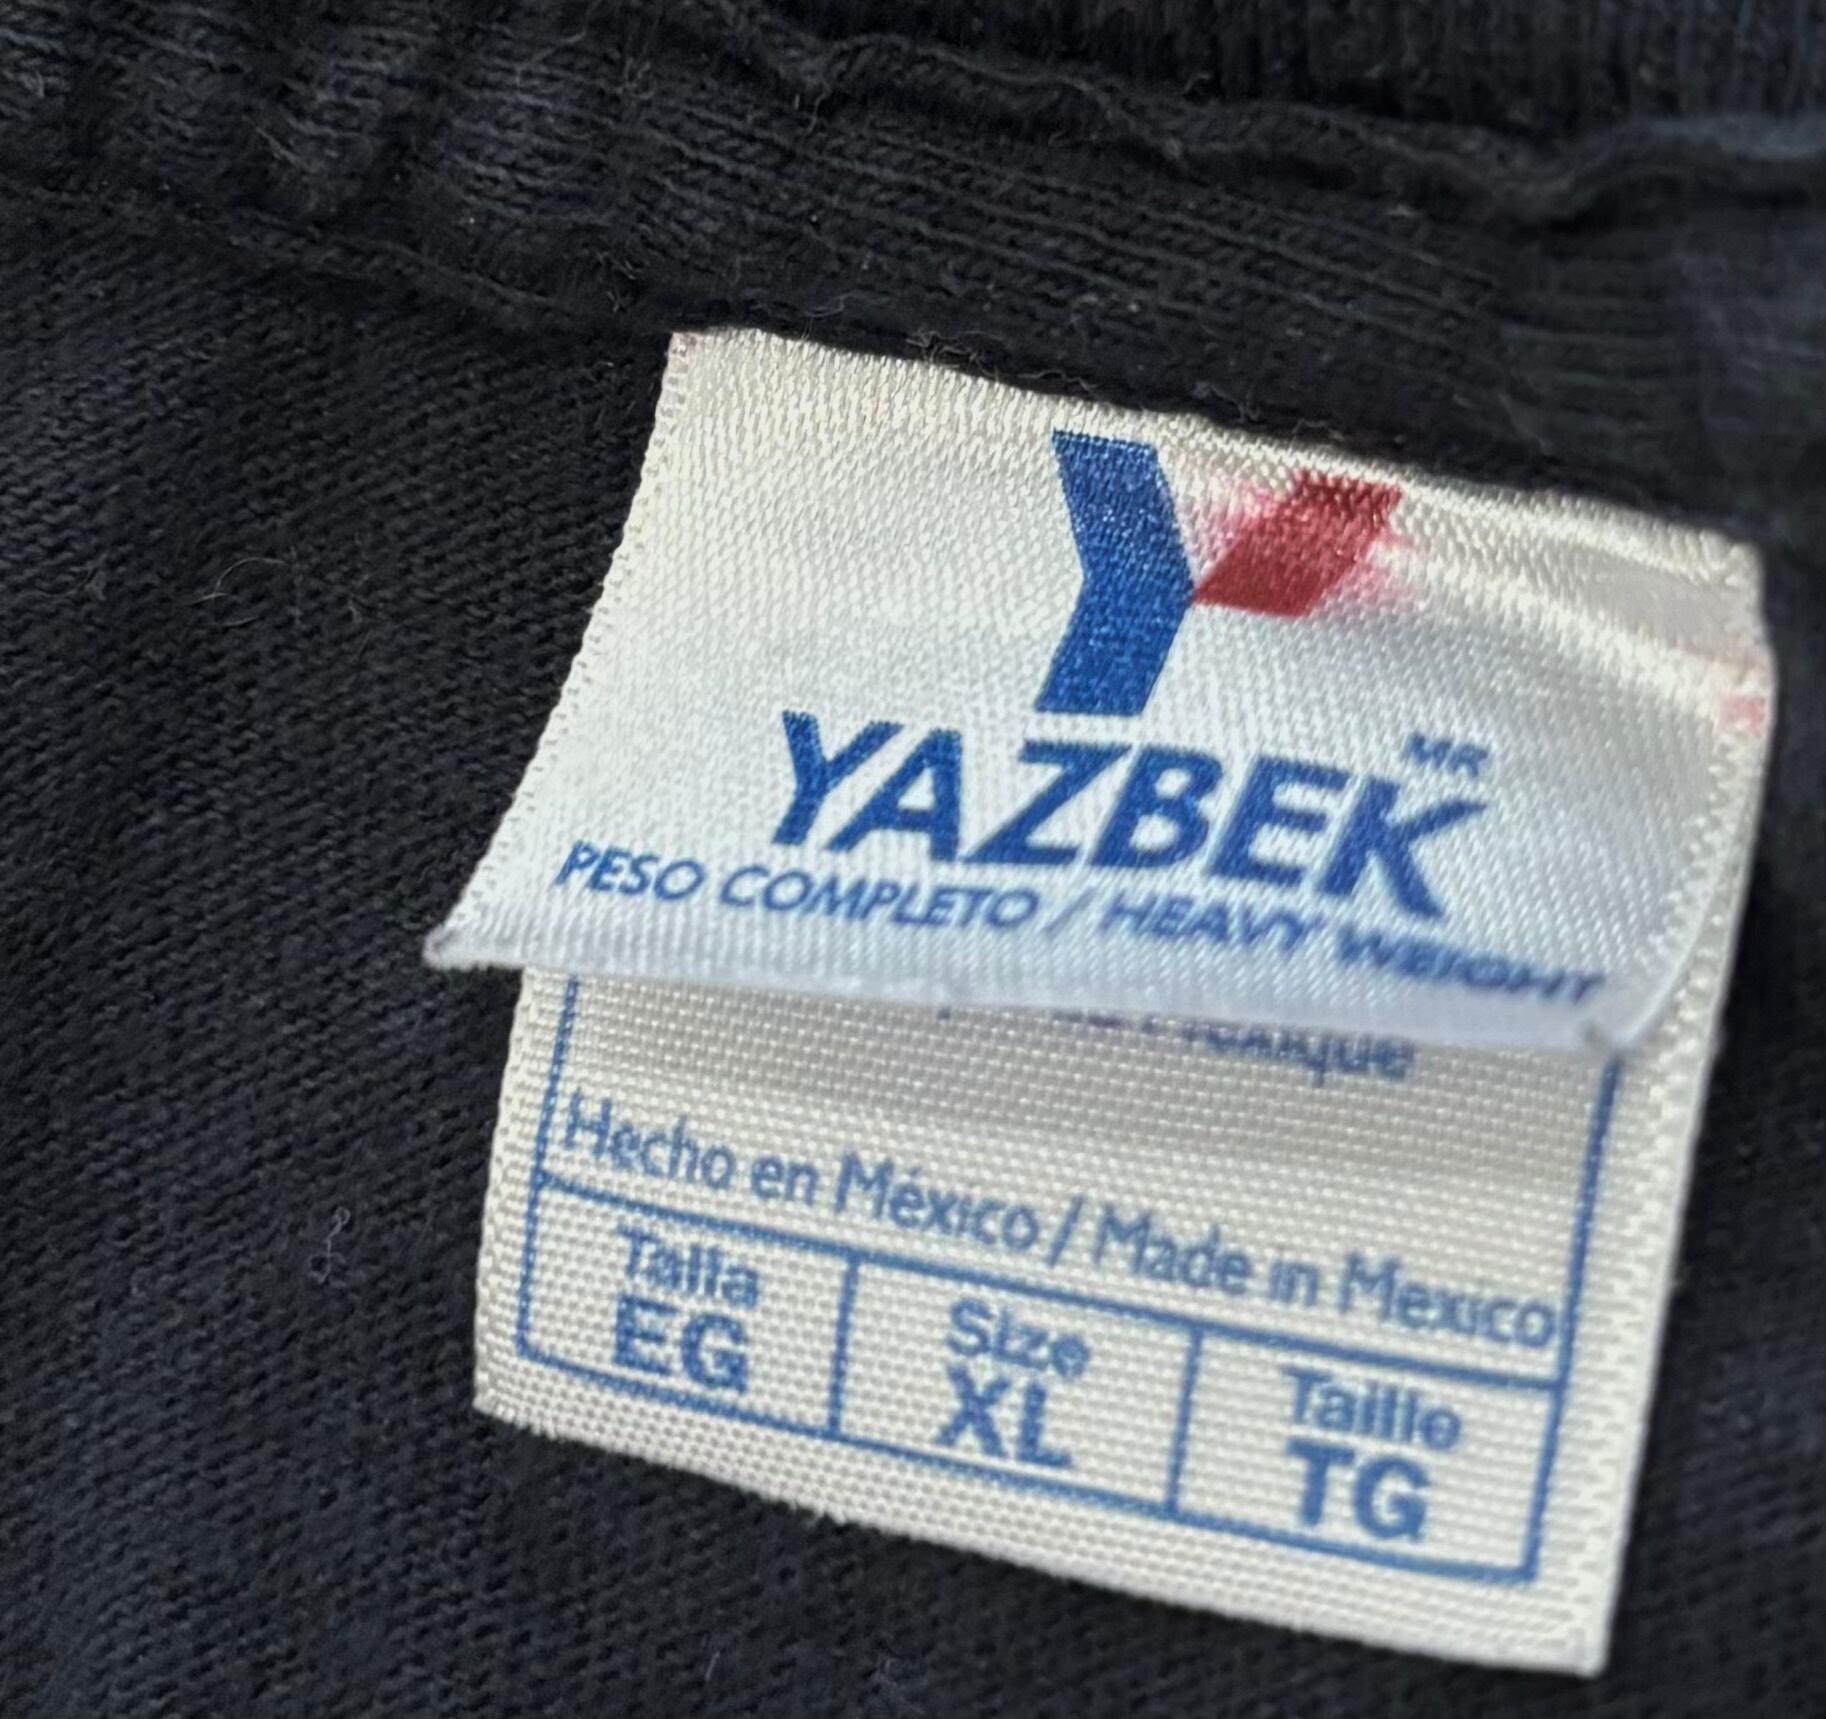 Y
YAZBEK MR
PESO COMPLETO / HEAVY WEIGHT
Hecho en México / Made in Mexico
Talla Size Taille
EG XL TG